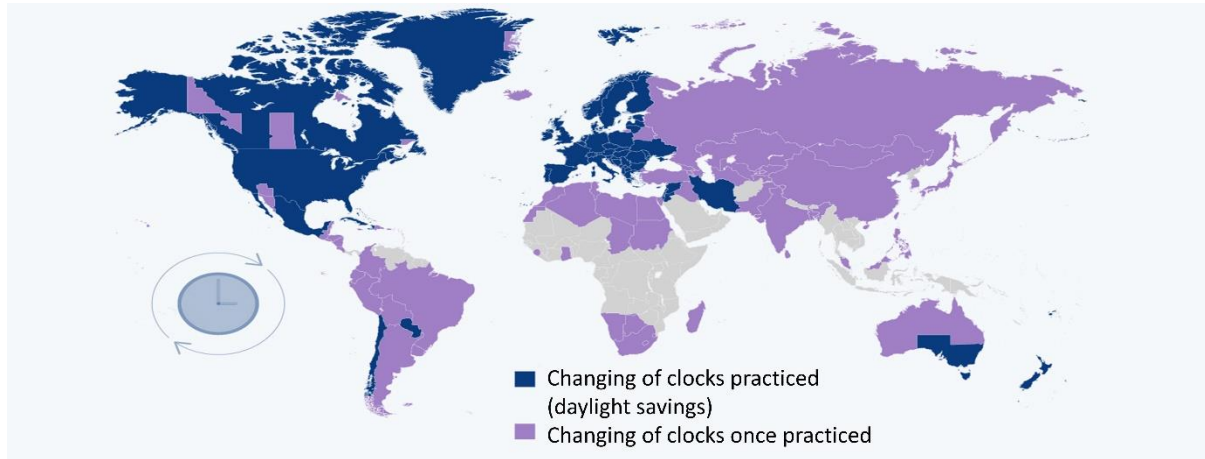 Changing of clocks practiced
(daylight savings)
Changing of clocks once practiced